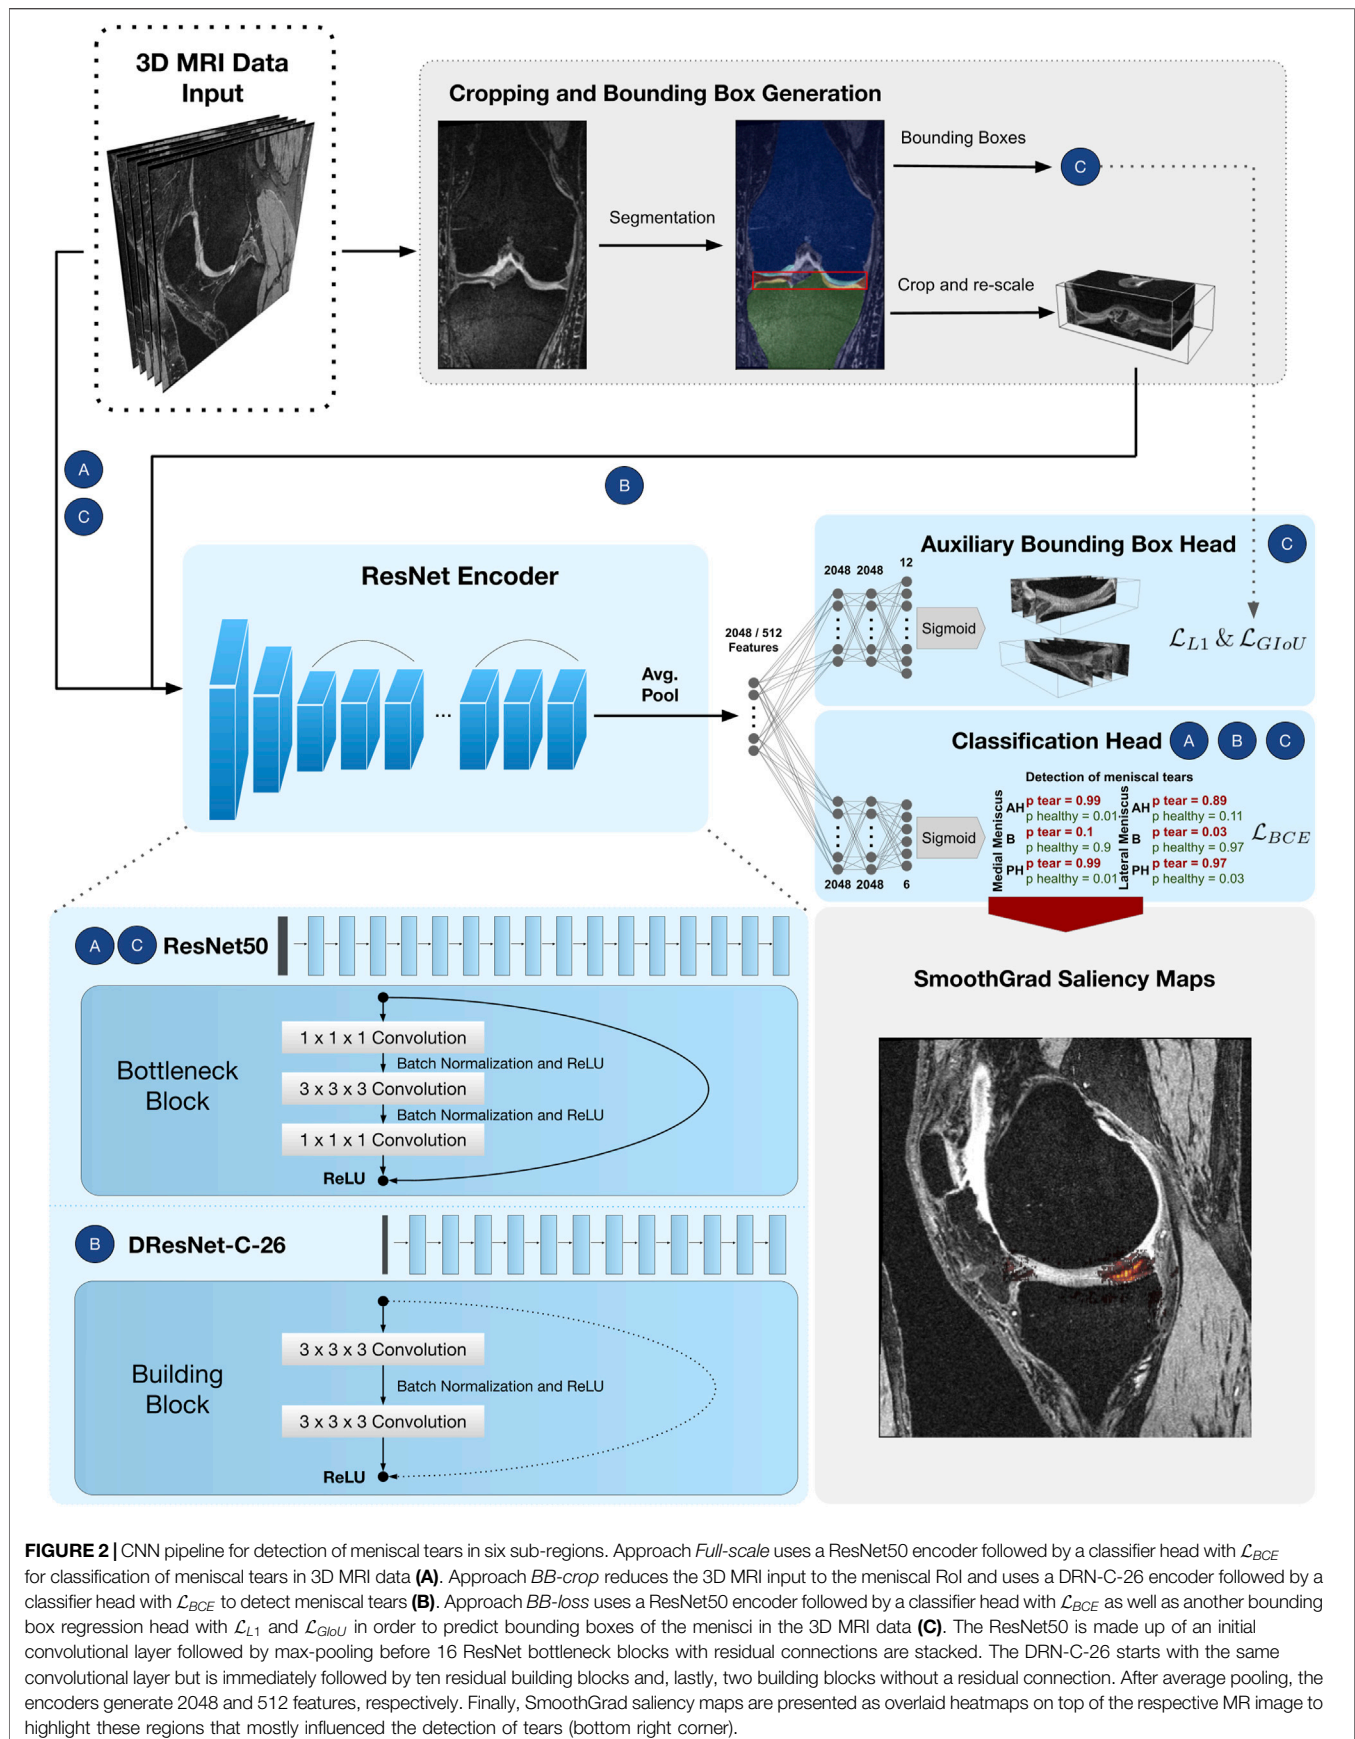 3D MRI Data
Input
Cropping and Bounding Box Generation
Segmentation
Bounding Boxes
C
Crop and re-scale
A
C
B
ResNet Encoder
...
Avg.
Pool
2048 / 512
Features
Auxiliary Bounding Box Head
C
2048 2048 12
Sigmoid
ℒL1 & ℒGIoU
Classification Head A B C
Detection of meniscal tears
Medial Meniscus
AH p tear = 0.99
p healthy = 0.01
B p tear = 0.1
p healthy = 0.9
PH p tear = 0.99
p healthy = 0.01
Lateral Meniscus
AH p tear = 0.89
p healthy = 0.11
B p tear = 0.03
p healthy = 0.97
PH p tear = 0.97
p healthy = 0.03
Sigmoid
ℒBCE
2048 2048 6
A C ResNet50
Bottleneck
Block
1 x 1 x 1 Convolution
Batch Normalization and ReLU
3 x 3 x 3 Convolution
Batch Normalization and ReLU
1 x 1 x 1 Convolution
ReLU
B DResNet-C-26
Building
Block
3 x 3 x 3 Convolution
Batch Normalization and ReLU
3 x 3 x 3 Convolution
ReLU
SmoothGrad Saliency Maps
FIGURE 2 | CNN pipeline for detection of meniscal tears in six sub-regions. Approach Full-scale uses a ResNet50 encoder followed by a classifier head with ℒBCE
for classification of meniscal tears in 3D MRI data (A). Approach BB-crop reduces the 3D MRI input to the meniscal RoI and uses a DRN-C-26 encoder followed by a
classifier head with ℒBCE to detect meniscal tears (B). Approach BB-loss uses a ResNet50 encoder followed by a classifier head with ℒBCE as well as another bounding
box regression head with ℒL1 and ℒGIoU in order to predict bounding boxes of the menisci in the 3D MRI data (C). The ResNet50 is made up of an initial
convolutional layer followed by max-pooling before 16 ResNet bottleneck blocks with residual connections are stacked. The DRN-C-26 starts with the same
convolutional layer but is immediately followed by ten residual building blocks and, lastly, two building blocks without a residual connection. After average pooling, the
encoders generate 2048 and 512 features, respectively. Finally, SmoothGrad saliency maps are presented as overlaid heatmaps on top of the respective MR image to
highlight these regions that mostly influenced the detection of tears (bottom right corner).